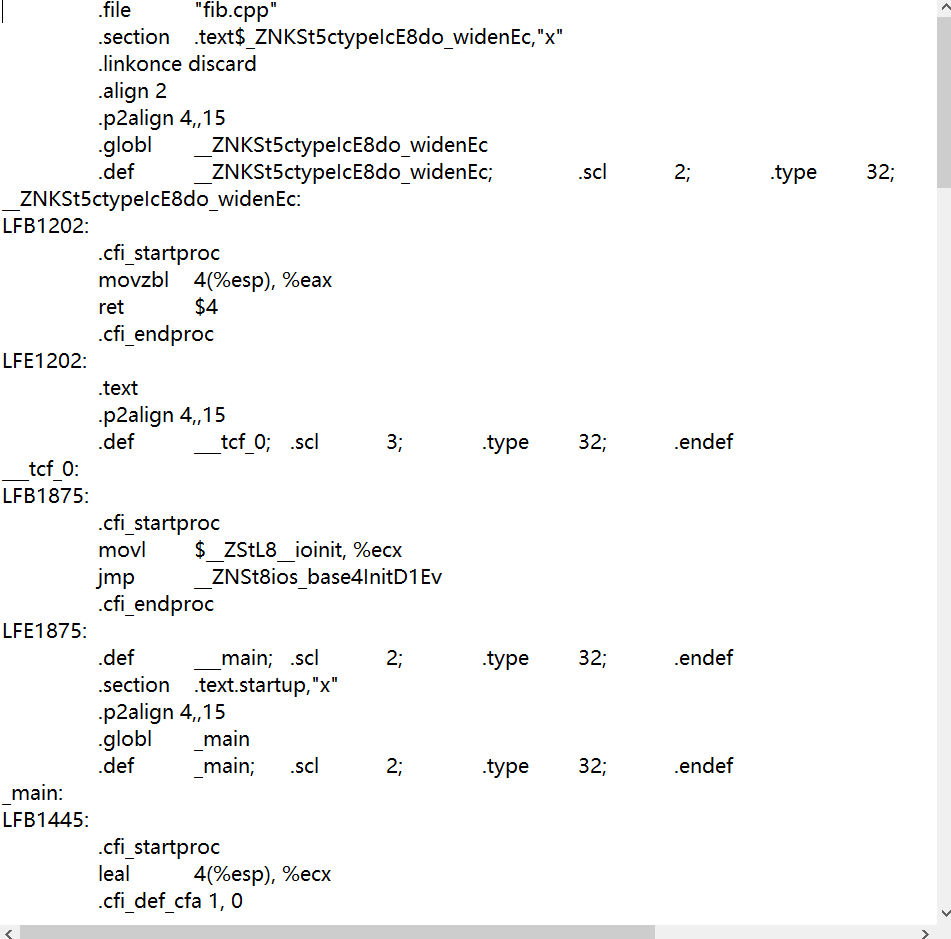 .file "fib.cpp"
.section .text$_ZNKSt5ctypeIcE8do_widenEc,"x"
.linkonce discard
.align 2
.p2align 4,,15
.globl __ZNKSt5ctypeIcE8do_widenEc
.def __ZNKSt5ctypeIcE8do_widenEc; .scl 2; .type 32;
__ZNKSt5ctypeIcE8do_widenEc:
LFB1202:
.cfi_startproc
movzbl 4(%esp), %eax
ret $4
.cfi_endproc
LFE1202:
.text
.p2align 4,,15
.def ___tcf_0; .scl 3; .type 32; .endef
___tcf_0:
LFB1875:
.cfi_startproc
movl $__ZStL8__ioinit, %ecx
jmp __ZNSt8ios_base4InitD1Ev
.cfi_endproc
LFE1875:
.def ___main; .scl 2; .type 32; .endef
.section .text.startup,"x"
.p2align 4,,15
.globl _main
.def _main; .scl 2; .type 32; .endef
_main:
LFB1445:
.cfi_startproc
leal 4(%esp), %ecx
.cfi_def_cfa 1, 0